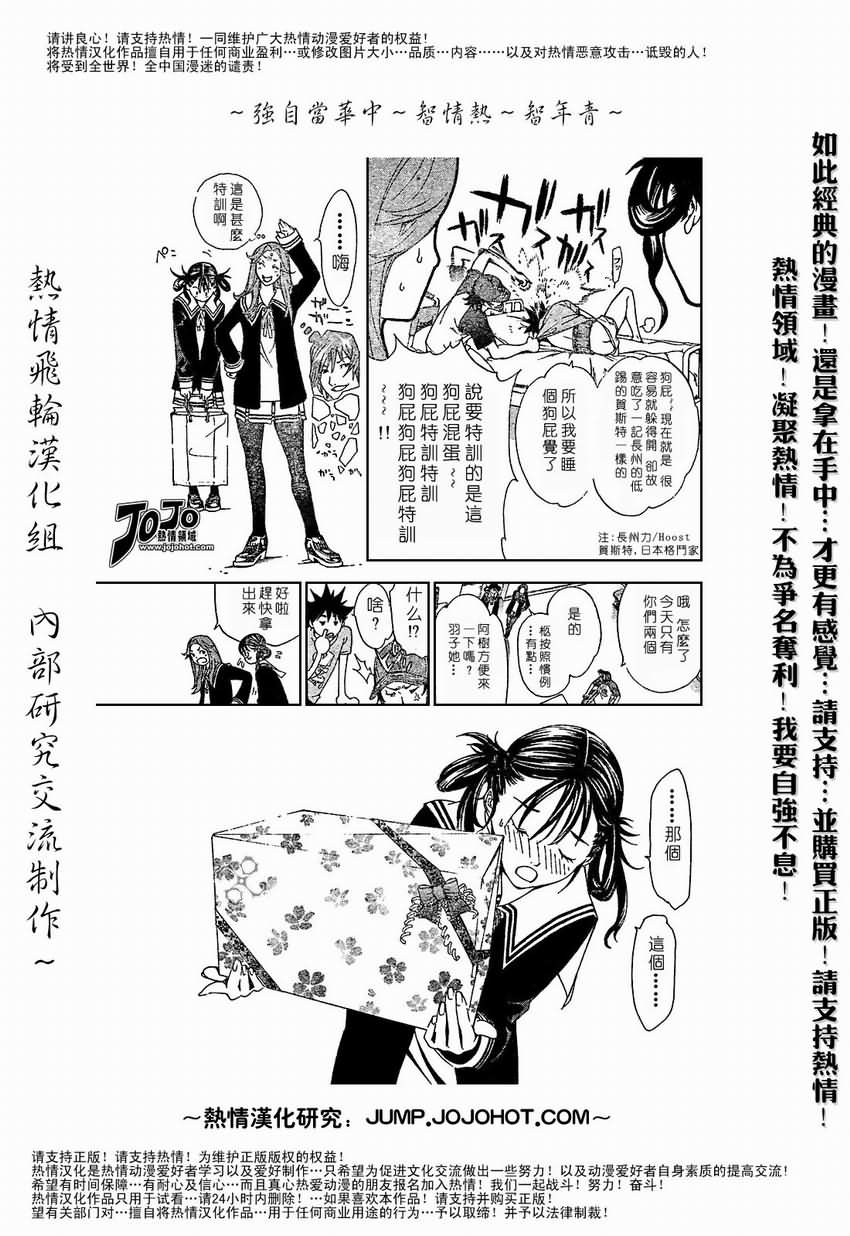 请讲良心！请支持热情！一同维护广大热情动漫爱好者的权益！
将热情汉化作品擅自用于任何商业盈利…或修改图片大小…品质…内容……以及对热情恶意攻击…诋毁的人！
将受到全世界！全中国漫迷的谴责！
～強自當華中～智情熱～智年青～
如此經典的漫畫！還是拿在手中…才更有感覺…請支持…並購買正版！請支持熱情！
熱情領域！凝聚熱情！不為爭名奪利！我要自強不息！
熱情飛輪漢化組
內部研究交流制作～
狗屁~現在就是 很
容易就躲得開 卻故
意吃了一記長州的低
踢的賀斯特一樣的
所以我要睡
個狗屁覺了
說要特訓的是這
狗屁混蛋~
狗屁特訓特訓
狗屁狗屁狗屁特訓
~~~!!
注:長州力/Hoost
賀斯特,日本格鬥家
……嗨
這是甚麼
特訓啊
ペこ
すらっ
JOJO
熱情領域
www.jojohot.com
哦 怎麼了
今天只有
你們兩個
是的
柩按照慣例
…有點…
阿樹方便來
一下嗎？
羽子她…
什么!?
啥？
好啦
趕快拿
出來
……那個
這個……
～熱情漢化研究：JUMP.JOJOHOT.COM～
请支持正版！请支持热情！为维护正版版权的权益！
热情汉化是热情动漫爱好者学习以及爱好制作…只希望为促进文化交流做出一些努力！以及动漫爱好者自身素质的提高交流！
希望有时间保障…有耐心及信心…而且真心热爱动漫的朋友报名加入热情！我们一起战斗！努力！奋斗！
热情汉化作品只用于试看…请24小时内删除！…如果喜欢本作品！请支持并购买正版！
望有关部门对…擅自将热情汉化作品…用于任何商业用途的行为…予以取缔！并予以法律制裁！